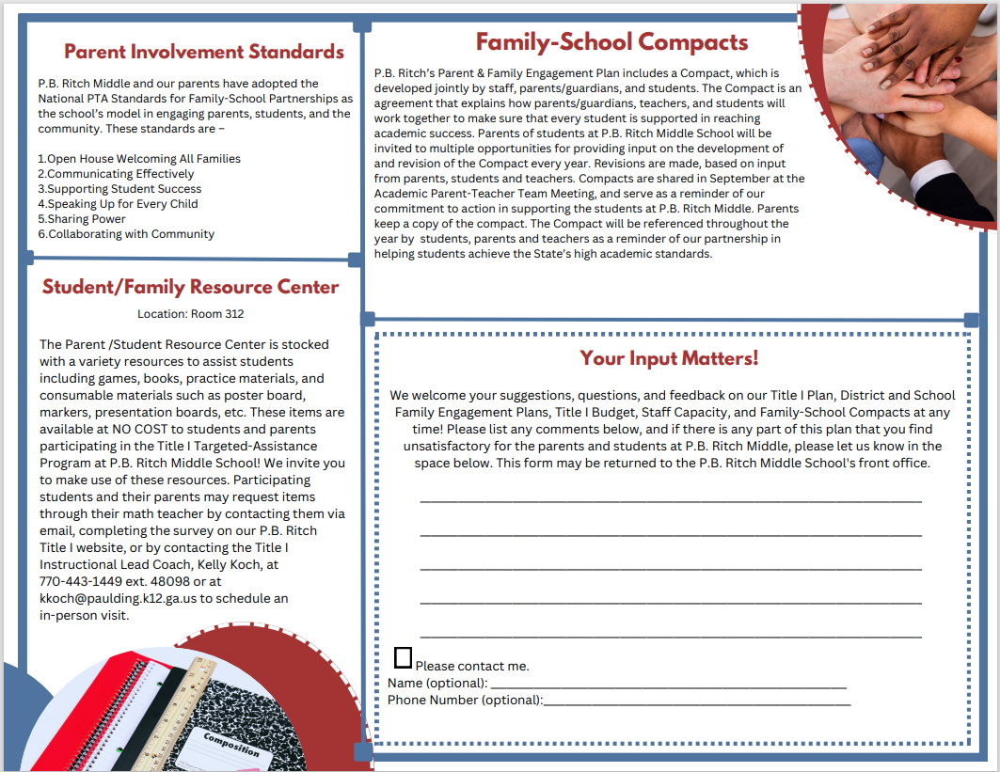 Parent Involvement Standards
P.B. Ritch Middle and our parents have adopted the
National PTA Standards for Family-School Partnerships as
the school's model in engaging parents, students, and the
community. These standards are –
1.Open House Welcoming All Families
2.Communicating Effectively
3.Supporting Student Success
4.Speaking Up for Every Child
5.Sharing Power
6.Collaborating with Community
Student/Family Resource Center
Location: Room 312
The Parent /Student Resource Center is stocked
with a variety resources to assist students
including games, books, practice materials, and
consumable materials such as poster board,
markers, presentation boards, etc. These items are
available at NO COST to students and parents
participating in the Title I Targeted-Assistance
Program at P.B. Ritch Middle School! We invite you
to make use of these resources. Participating
students and their parents may request items
through their math teacher by contacting them via
email, completing the survey on our P.B. Ritch
Title I website, or by contacting the Title I
Instructional Lead Coach, Kelly Koch, at
770-443-1449 ext. 48098 or at
kkoch@paulding.k12.ga.us to schedule an
in-person visit.
Composition
Family-School Compacts
P.B. Ritch's Parent & Family Engagement Plan includes a Compact, which is
developed jointly by staff, parents/guardians, and students. The Compact is an
agreement that explains how parents/guardians, teachers, and students will
work together to make sure that every student is supported in reaching
academic success. Parents of students at P.B. Ritch Middle School will be
invited to multiple opportunities for providing input on the development of
and revision of the Compact every year. Revisions are made, based on input
from parents, students and teachers. Compacts are shared in September at the
Academic Parent-Teacher Team Meeting, and serve as a reminder of our
commitment to action in supporting the students at P.B. Ritch Middle. Parents
keep a copy of the compact. The Compact will be referenced throughout the
year by students, parents and teachers as a reminder of our partnership in
helping students achieve the State's high academic standards.
Your Input Matters!
We welcome your suggestions, questions, and feedback on our Title I Plan, District and School
Family Engagement Plans, Title I Budget, Staff Capacity, and Family-School Compacts at any
time! Please list any comments below, and if there is any part of this plan that you find
unsatisfactory for the parents and students at P.B. Ritch Middle, please let us know in the
space below. This form may be returned to the P.B. Ritch Middle School's front office.
Please contact me.
Name (optional):
Phone Number (optional):